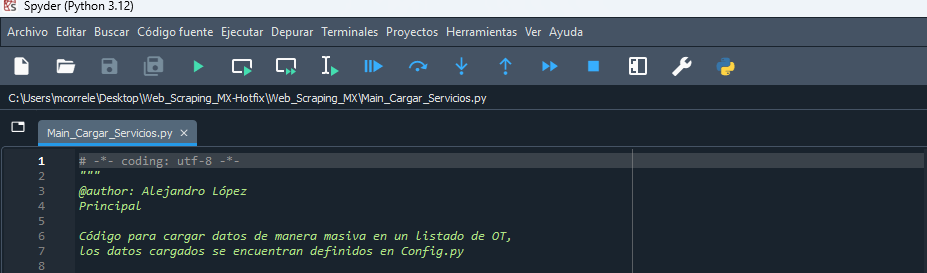 Spyder (Python 3.12)
Archivo Editar Buscar Código fuente Ejecutar Depurar Terminales Proyectos Herramientas Ver Ayuda
C:\Users\mcorrele\Desktop\Web_Scraping_MX-Hotfix\Web_Scraping_MX\Main_Cargar_Servicios.py
Main_Cargar_Servicios.py ×
1 # -*- coding: utf-8 -*-
2 """
3 @author: Alejandro López
4 Principal
5
6 Código para cargar datos de manera masiva en un listado de OT,
7 los datos cargados se encuentran definidos en Config.py
8